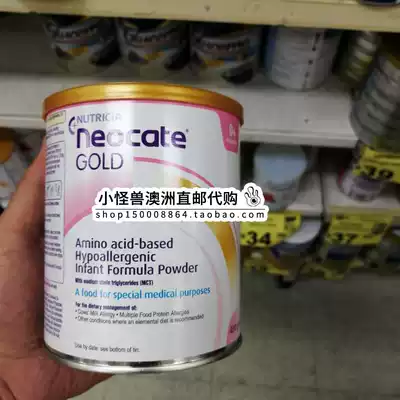 NUTRICIA
neocate®
GOLD
小怪兽澳洲直邮代购
shop150008864.taobao.com
Amino acid-based
Hypoallergenic
Infant Formula Powder
With medium chain triglycerides (MCT)
A food for special medical purposes
For the dietary management of:
• Cows' Milk Allergy • Multiple Food Protein Allergies
• Other conditions where an elemental diet is recommended
Use by date: see bottom of tin.
34
37
39